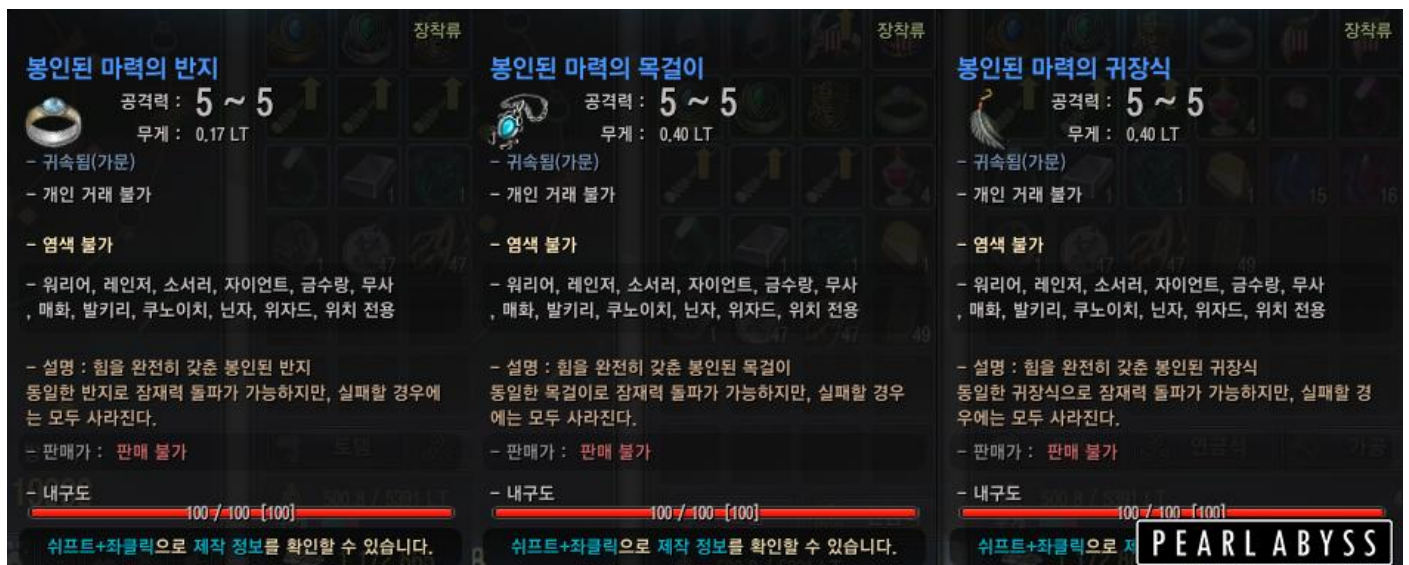 장착류
봉인된 마력의 반지
공격력 : 5 ~ 5
무게 : 0.17 LT
- 귀속됨(가문)
- 개인 거래 불가
- 염색 불가
- 워리어, 레인저, 소서러, 자이언트, 금수랑, 무사
, 매화, 발키리, 쿠노이치, 닌자, 위자드, 위치 전용
- 설명 : 힘을 완전히 갖춘 봉인된 반지
동일한 반지로 잠재력 돌파가 가능하지만, 실패할 경우에
는 모두 사라진다.
- 판매가 : 판매 불가
- 내구도
100 / 100 [100]
쉬프트+좌클릭으로 제작 정보를 확인할 수 있습니다.
장착류
봉인된 마력의 목걸이
공격력 : 5 ~ 5
무게 : 0.40 LT
- 귀속됨(가문)
- 개인 거래 불가
- 염색 불가
- 워리어, 레인저, 소서러, 자이언트, 금수랑, 무사
, 매화, 발키리, 쿠노이치, 닌자, 위자드, 위치 전용
- 설명 : 힘을 완전히 갖춘 봉인된 목걸이
동일한 목걸이로 잠재력 돌파가 가능하지만, 실패할 경우
에는 모두 사라진다.
- 판매가 : 판매 불가
- 내구도
100 / 100 [100]
쉬프트+좌클릭으로 제작 정보를 확인할 수 있습니다.
장착류
봉인된 마력의 귀장식
공격력 : 5 ~ 5
무게 : 0.40 LT
- 귀속됨(가문)
- 개인 거래 불가
- 염색 불가
- 워리어, 레인저, 소서러, 자이언트, 금수랑, 무사
, 매화, 발키리, 쿠노이치, 닌자, 위자드, 위치 전용
- 설명 : 힘을 완전히 갖춘 봉인된 귀장식
동일한 귀장식으로 잠재력 돌파가 가능하지만, 실패할 경
우에는 모두 사라진다.
- 판매가 : 판매 불가
- 내구도
100 / 100 [100]
쉬프트+좌클릭으로
PEARL ABYSS